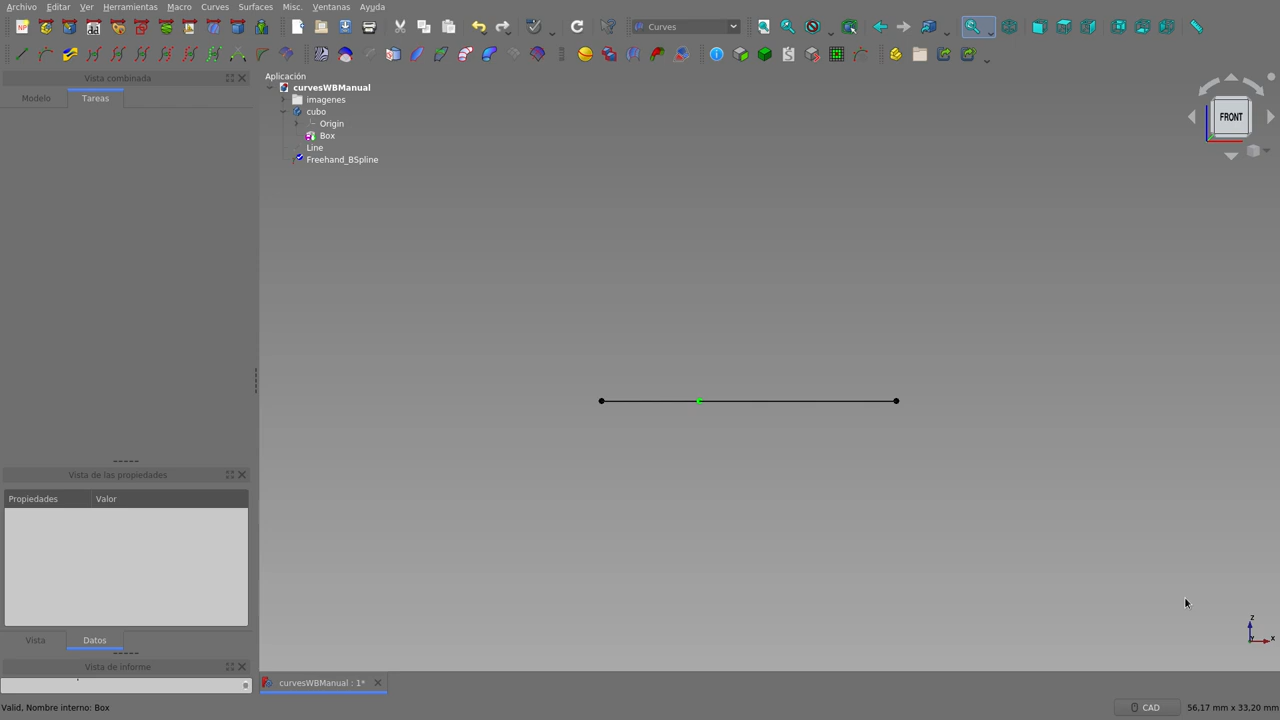 Archivo Editar Ver Herramientas Macro Curves Surfaces Misc. Ventanas Ayuda
Curves
Vista combinada
Modelo Tareas
Aplicación
curvesWBManual
imagenes
cubo
Origin
Box
Line
Freehand_BSpline
FRONT
Vista de las propiedades
Propiedades Valor
Vista Datos
Vista de informe
z
x
curvesWBManual : 1*
Valid, Nombre interno: Box
CAD
56,17 mm x 33,20 mm